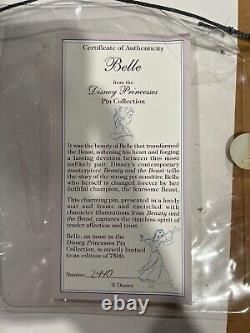 Certificate of Authenticity
Belle
from the
Disney Princesses
Pin Collection
It was the beauty of Belle that transformed
the Beast, softening his heart and forging
a lasting devotion between this most
unlikely pair. Disney's contemporary
masterpiece Beauty and the Beast tells
the story of the strong yet sensitive Belle
who herself is changed forever by her
faithful champion, the fearsome Beast.
This charming pin, presented in a lovely
mat and frame and encircled with
character illustrations from Beauty and
the Beast, captures the timeless spirit of
tender affection and trust.
Belle, an issue in the
Disney Princesses Pin
Collection, is strictly limited
to an edition of 7500.
Number 2440
© Disney
worthpoint